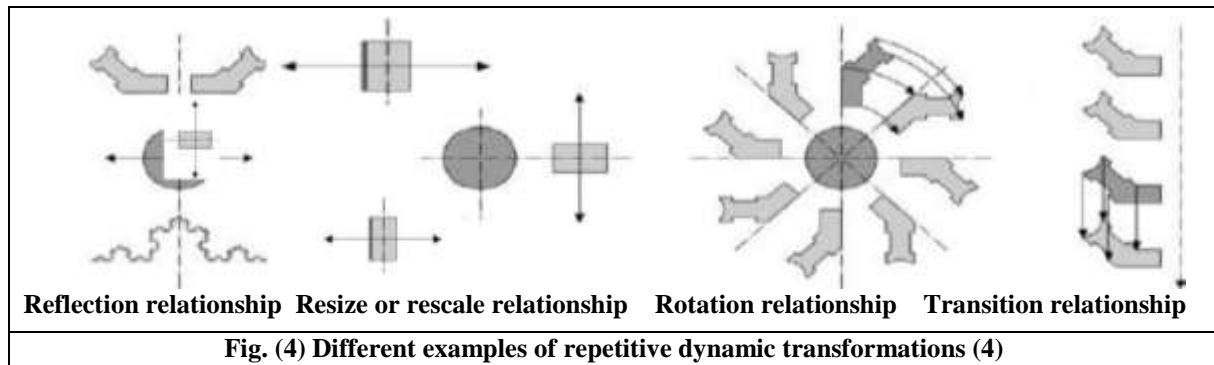 Reflection relationship Resize or rescale relationship Rotation relationship Transition relationship
Fig. (4) Different examples of repetitive dynamic transformations (4)